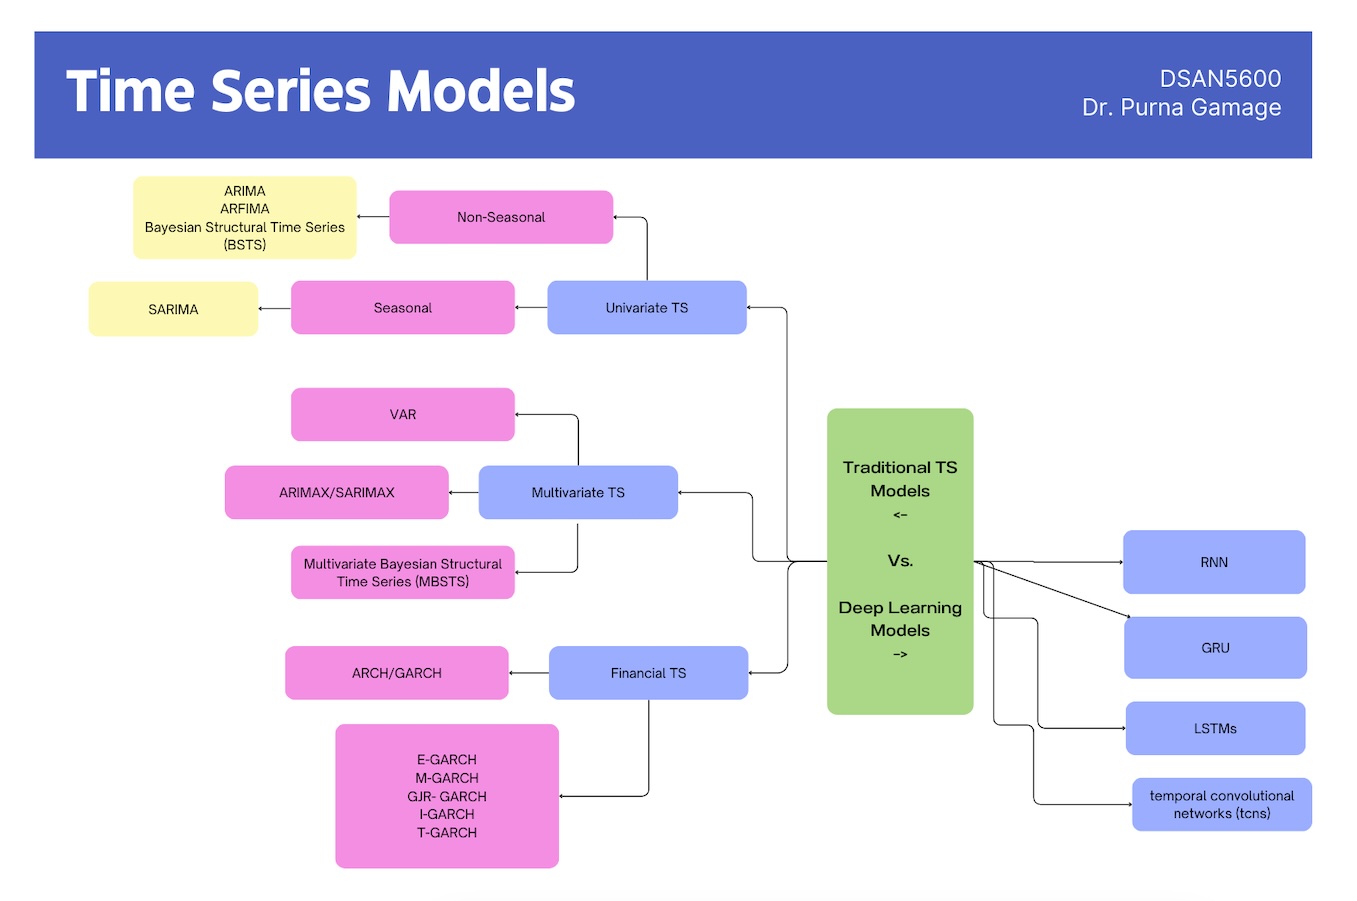 Time Series Models
DSAN5600
Dr. Purna Gamage
ARIMA
ARFIMA
Bayesian Structural Time Series
(BSTS)
Non-Seasonal
SARIMA
Seasonal
Univariate TS
VAR
ARIMAX/SARIMAX
Multivariate TS
Multivariate Bayesian Structural
Time Series (MBSTS)
ARCH/GARCH
Financial TS
E-GARCH
M-GARCH
GJR- GARCH
I-GARCH
T-GARCH
Traditional TS
Models
<-
Vs.
Deep Learning
Models
->
RNN
GRU
LSTMs
temporal convolutional
networks (tcns)